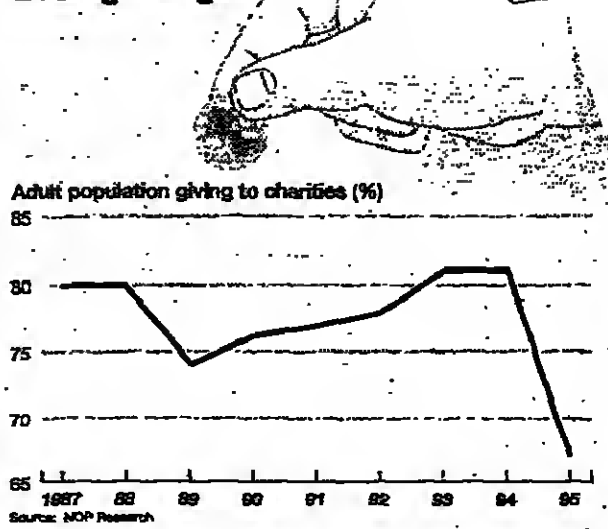 Adult population giving to charities (%)
85
80
75
70
65
1987 88 89 90 91 92 93 94 95
Source: NOP Research